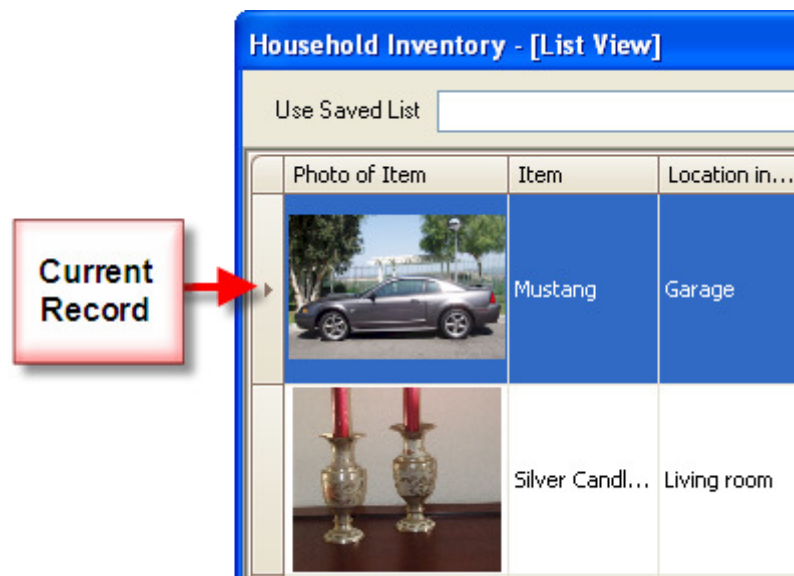 Household Inventory - [List View]
Use Saved List
Photo of Item Item Location in...
Current
Record
Mustang Garage
Silver Candl... Living room